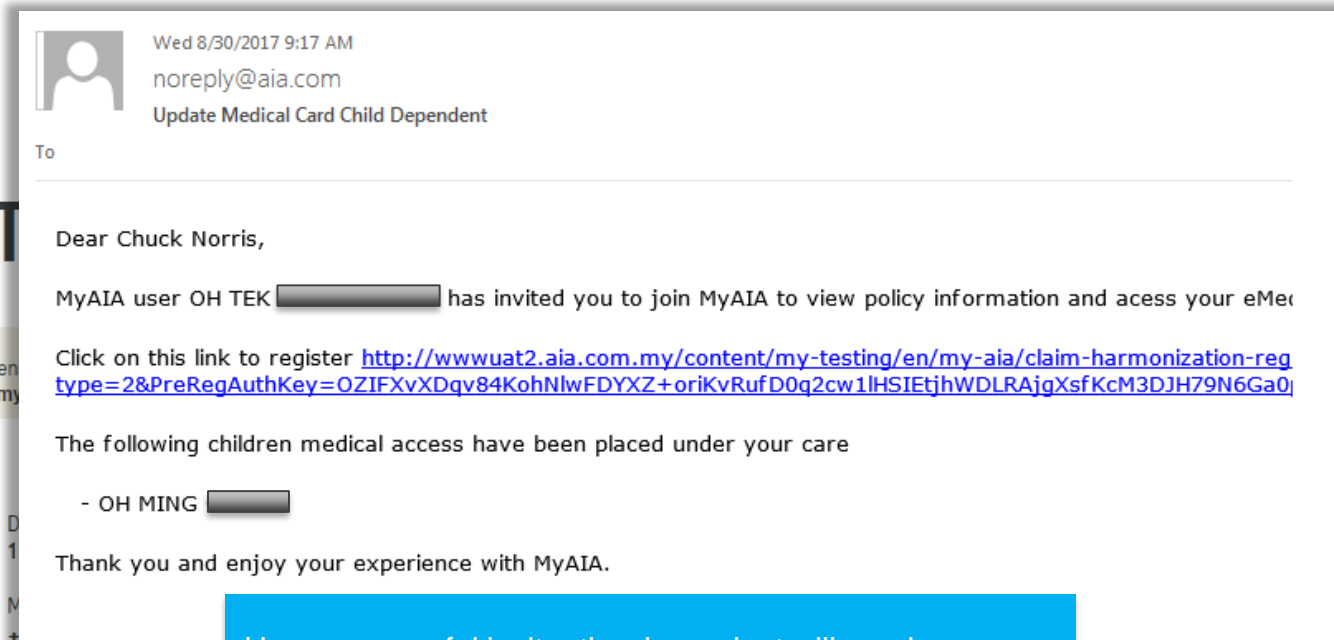 Wed 8/30/2017 9:17 AM
noreply@aia.com
Update Medical Card Child Dependent
To
Dear Chuck Norris,
MyAIA user OH TEK has invited you to join MyAIA to view policy information and acess your eMed
Click on this link to register http://wwwuat2.aia.com.my/content/my-testing/en/my-aia/claim-harmonization-reg
type=2&PreRegAuthKey=OZIFXvXDqv84KohNlwFDYXZ+oriKvRufD0q2cw1lHSIEtjhWDLRAjgXsfKcM3DJH79N6Ga0
The following children medical access have been placed under your care
- OH MING
Thank you and enjoy your experience with MyAIA.